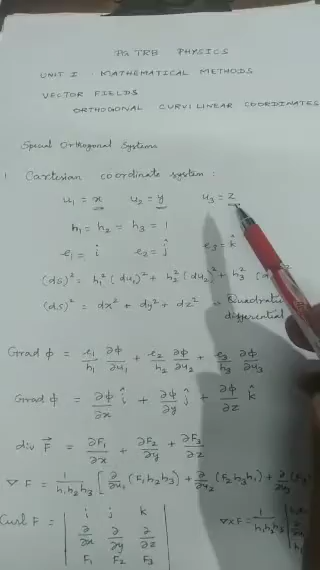 PG TRB PHYSICS
UNIT I : MATHEMATICAL METHODS
VECTOR FIELDS
ORTHOGONAL CURVILINEAR COORDINATES
Special Orthogonal Systems
1. Cartesian coordinate system :
u₁ = x u₂ = y u₃ = z
h₁ = h₂ = h₃ = 1
e₁ = i e₂ = ĵ e₃ = k̂
(ds)² = h₁² (du₁)² + h₂² (du₂)² + h₃² (d
(ds)² = dx² + dy² + dz² Quadratic differential
Grad φ = e₁/h₁ ∂φ/∂u₁ + e₂/h₂ ∂φ/∂u₂ + e₃/h₃ ∂φ/∂u₃
Grad φ = ∂φ/∂x î + ∂φ/∂y ĵ + ∂φ/∂z k̂
div F⃗ = ∂F₁/∂x + ∂F₂/∂y + ∂F₃/∂z
▽ F = 1/h₁h₂h₃ [∂/∂u₁ (F₁h₂h₃) + ∂/∂u₂ (F₂h₃h₁) +
Curl F = | i j k | ▽×F = 1/h₁h₂h₃
∂/∂x ∂/∂y ∂/∂z
F₁ F₂ F₃